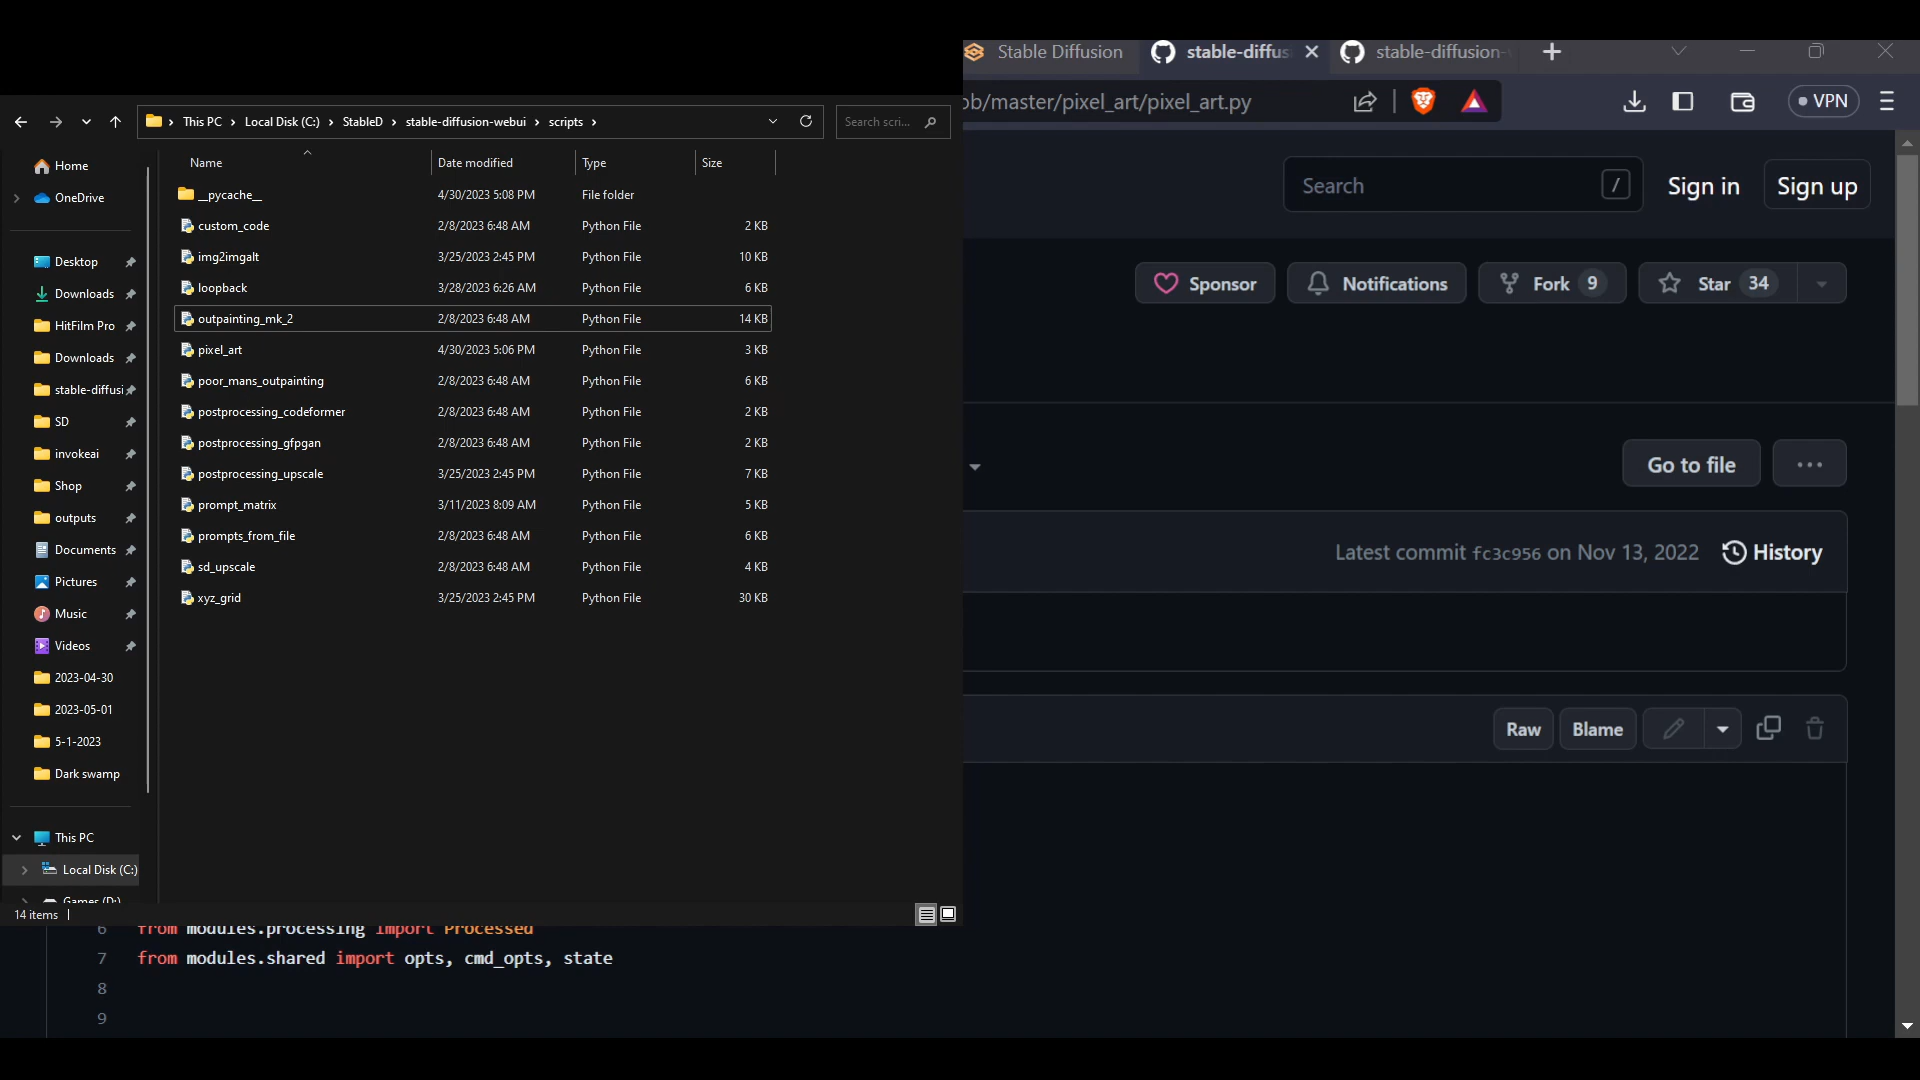 Stable Diffusion
stable-diffus
stable-diffusion-
ob/master/pixel_art/pixel_art.py
VPN
This PC
Local Disk (C:)
StableD
stable-diffusion-webui
scripts
Search scri...
Search
/
Sign in
Sign up
Home
OneDrive
Desktop
Downloads
HitFilm Pro
Downloads
stable-diffusi
SD
invokeai
Shop
outputs
Documents
Pictures
Music
Videos
2023-04-30
2023-05-01
5-1-2023
Dark swamp
This PC
Local Disk (C:)
Games (D:)
Name Date modified Type Size
__pycache__ 4/30/2023 5:08 PM File folder
custom_code 2/8/2023 6:48 AM Python File 2 KB
img2imgalt 3/25/2023 2:45 PM Python File 10 KB
loopback 3/28/2023 6:26 AM Python File 6 KB
outpainting_mk_2 2/8/2023 6:48 AM Python File 14 KB
pixel_art 4/30/2023 5:06 PM Python File 3 KB
poor_mans_outpainting 2/8/2023 6:48 AM Python File 6 KB
postprocessing_codeformer 2/8/2023 6:48 AM Python File 2 KB
postprocessing_gfpgan 2/8/2023 6:48 AM Python File 2 KB
postprocessing_upscale 3/25/2023 2:45 PM Python File 7 KB
prompt_matrix 3/11/2023 8:09 AM Python File 5 KB
prompts_from_file 2/8/2023 6:48 AM Python File 6 KB
sd_upscale 2/8/2023 6:48 AM Python File 4 KB
xyz_grid 3/25/2023 2:45 PM Python File 30 KB
14 items
Sponsor
Notifications
Fork 9
Star 34
Go to file
Latest commit fc3c956 on Nov 13, 2022 History
Raw
Blame
6 from modules.processing import Processed
7 from modules.shared import opts, cmd_opts, state
8
9